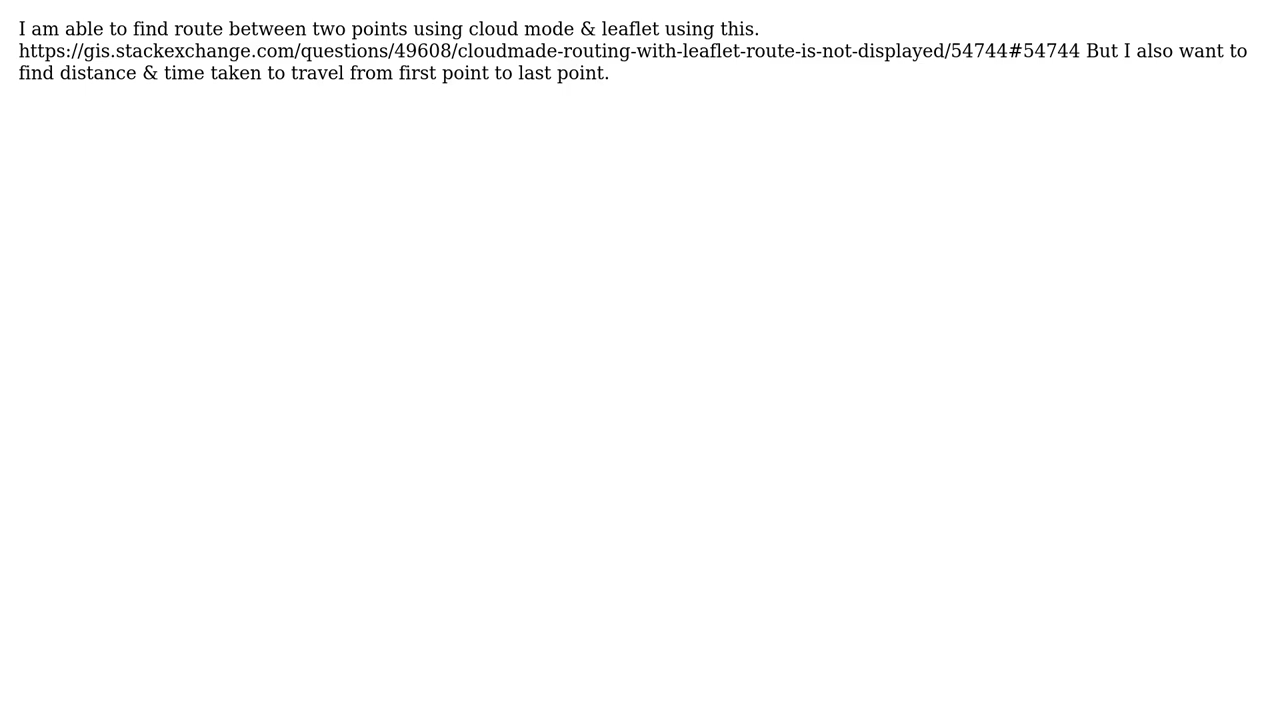 I am able to find route between two points using cloud mode & leaflet using this.
https://gis.stackexchange.com/questions/49608/cloudmade-routing-with-leaflet-route-is-not-displayed/54744#54744 But I also want to
find distance & time taken to travel from first point to last point.